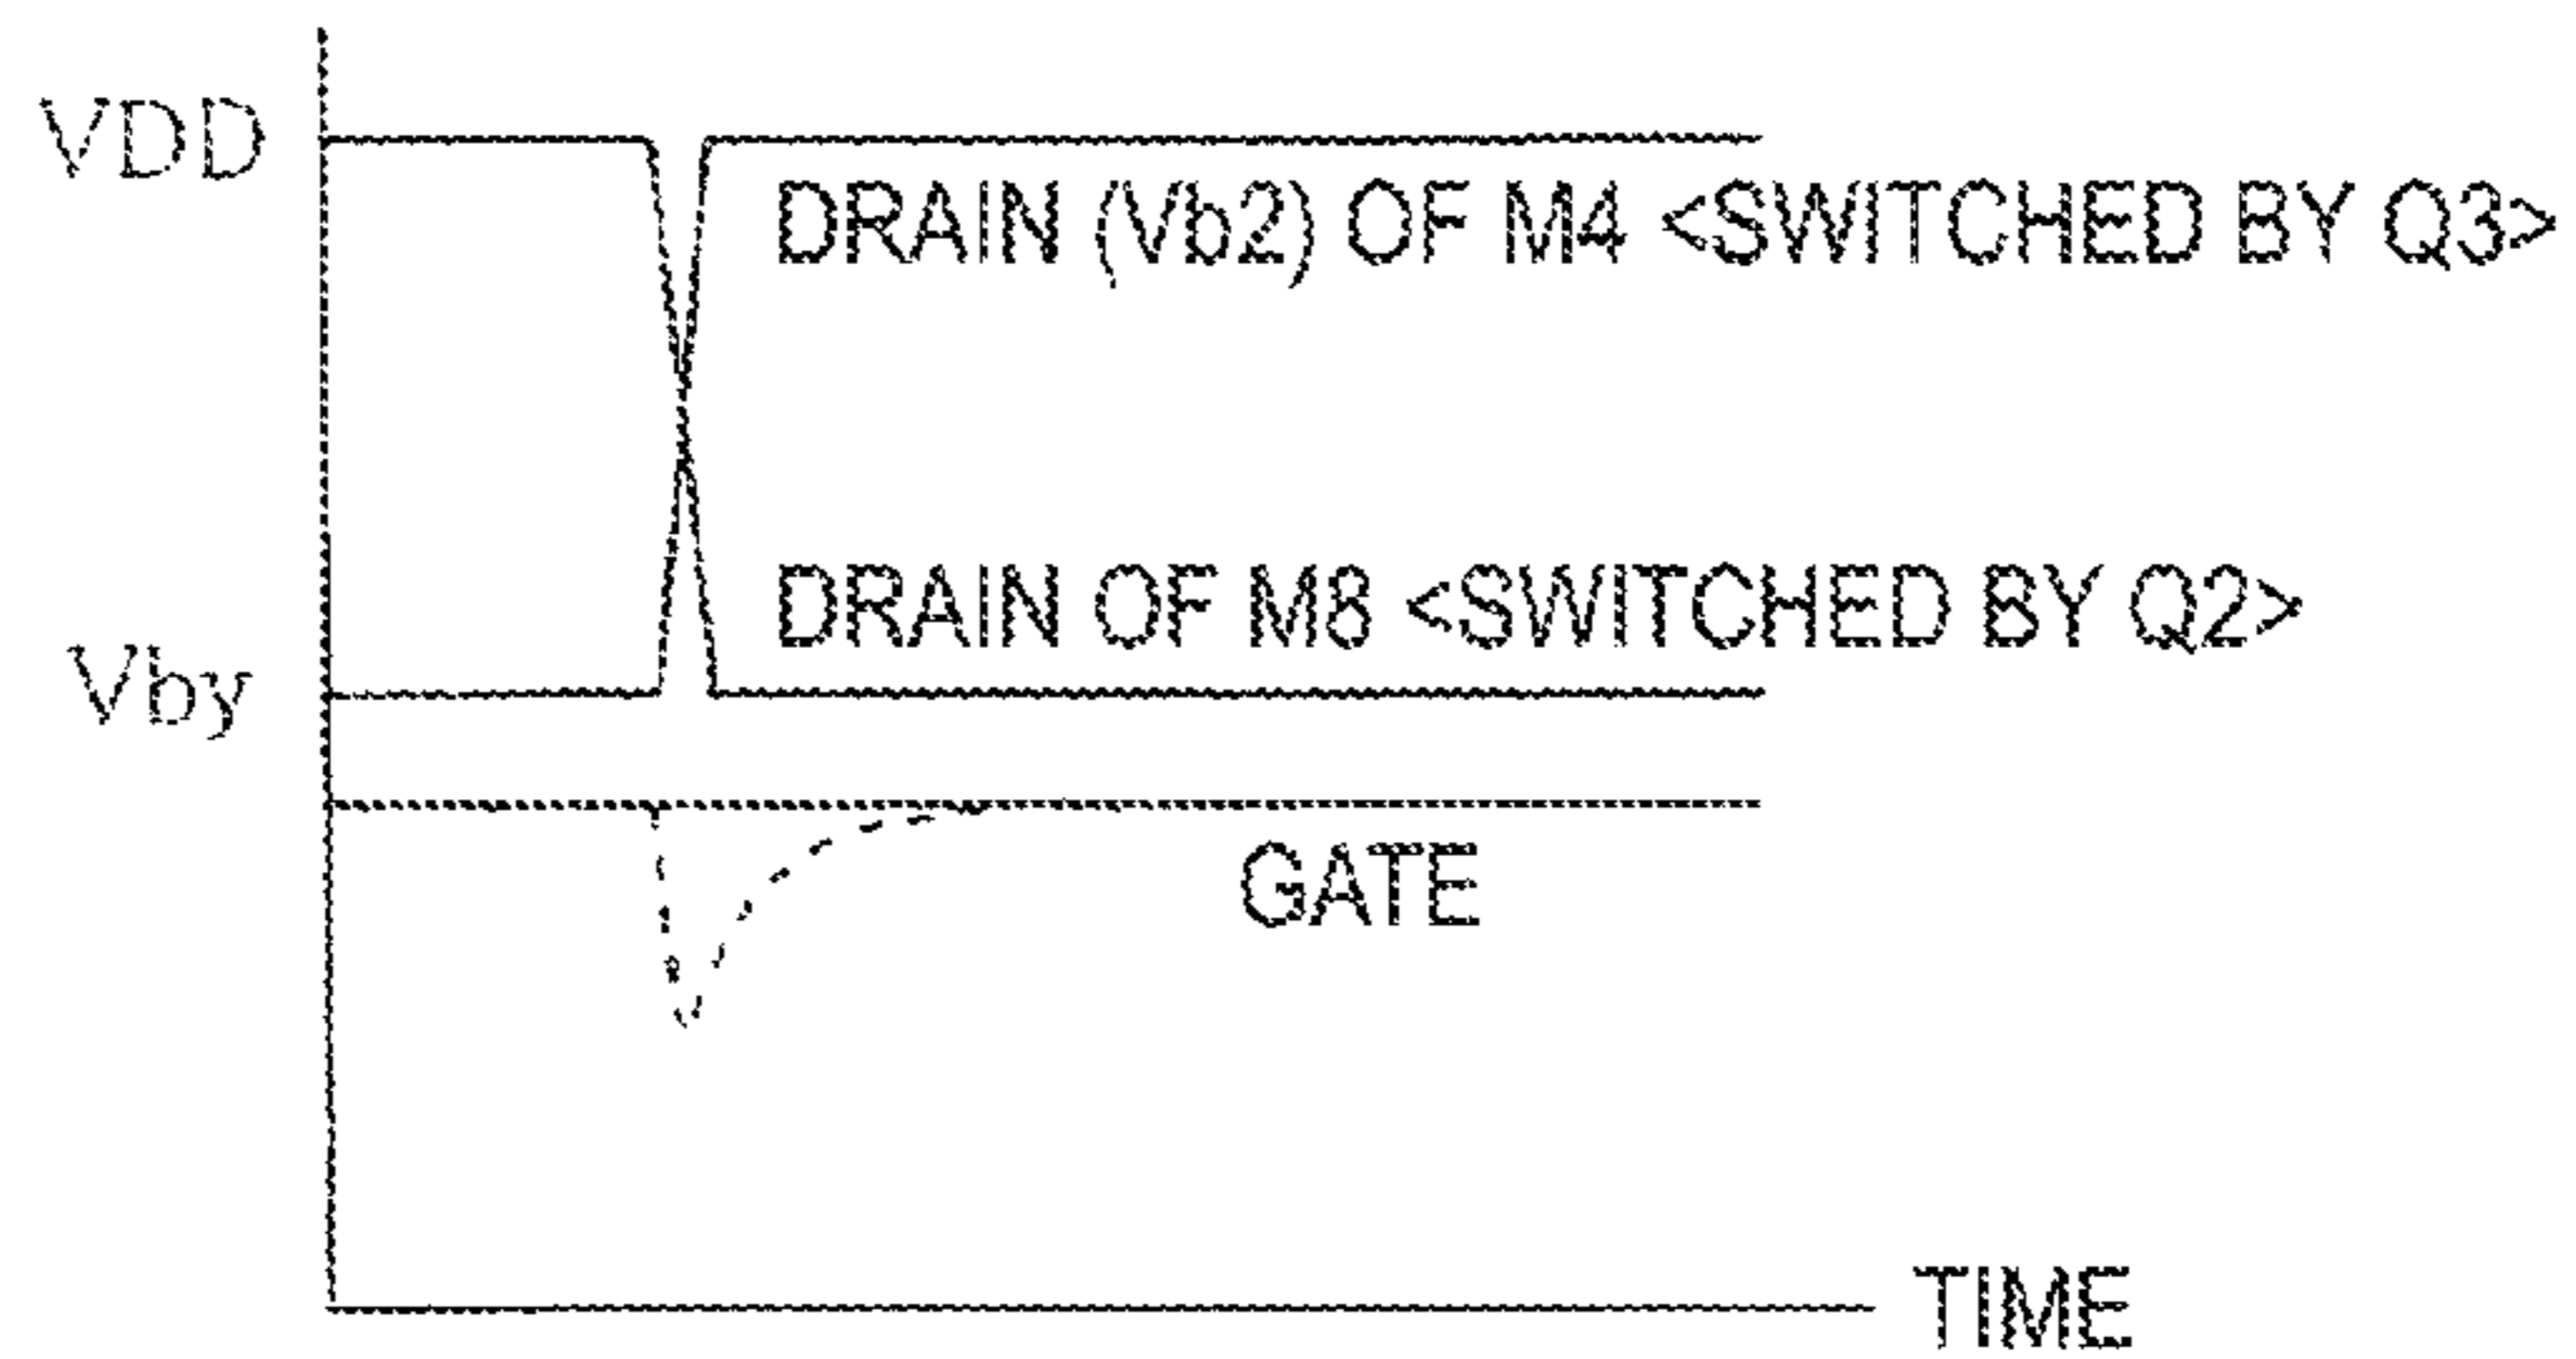 VDD
DRAIN (Vb2) OF M4 <SWITCHED BY Q3>
DRAIN OF M8 <SWITCHED BY Q2>
Vby
GATE
TIME